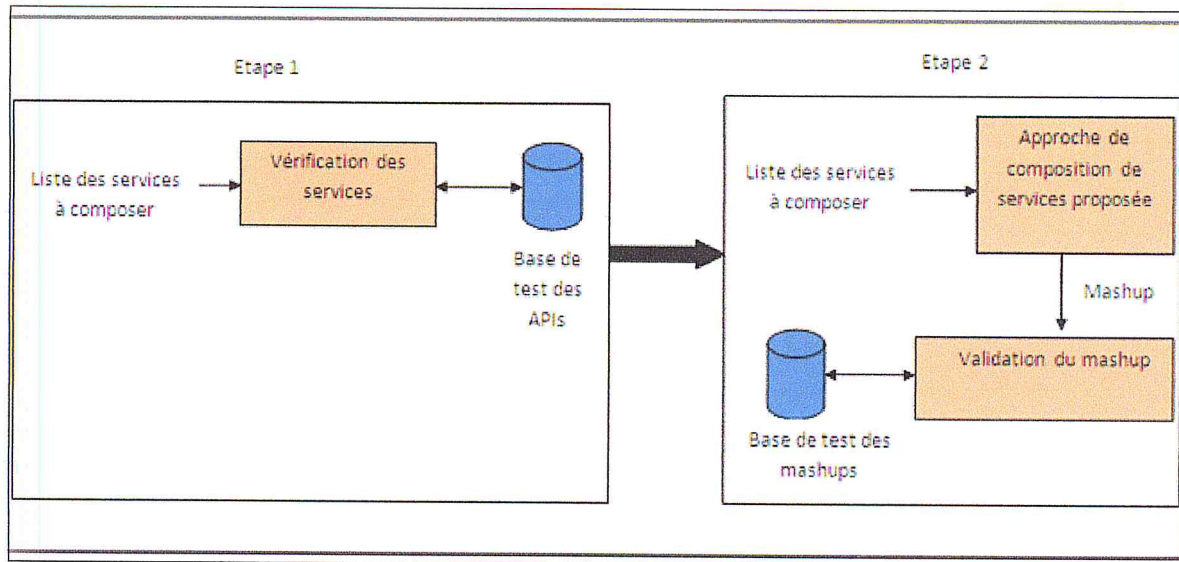 Etape 1
Liste des services
à composer
Vérification des
services
Base de
test des
APIs
Etape 2
Liste des services
à composer
Approche de
composition de
services proposée
Mashup
Validation du mashup
Base de test des
mashups